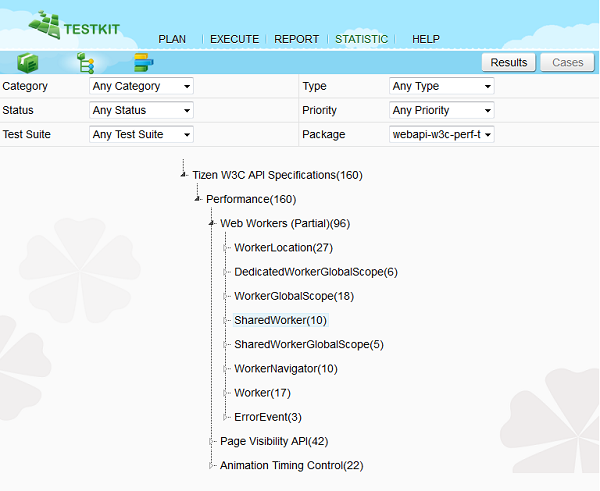 TESTKIT
PLAN EXECUTE REPORT STATISTIC HELP
Results Cases
Category Any Category Type Any Type
Status Any Status Priority Any Priority
Test Suite Any Test Suite Package webapi-w3c-perf-t
Tizen W3C API Specifications(160)
Performance(160)
Web Workers (Partial)(96)
WorkerLocation(27)
DedicatedWorkerGlobalScope(6)
WorkerGlobalScope(18)
SharedWorker(10)
SharedWorkerGlobalScope(5)
WorkerNavigator(10)
Worker(17)
ErrorEvent(3)
Page Visibility API(42)
Animation Timing Control(22)